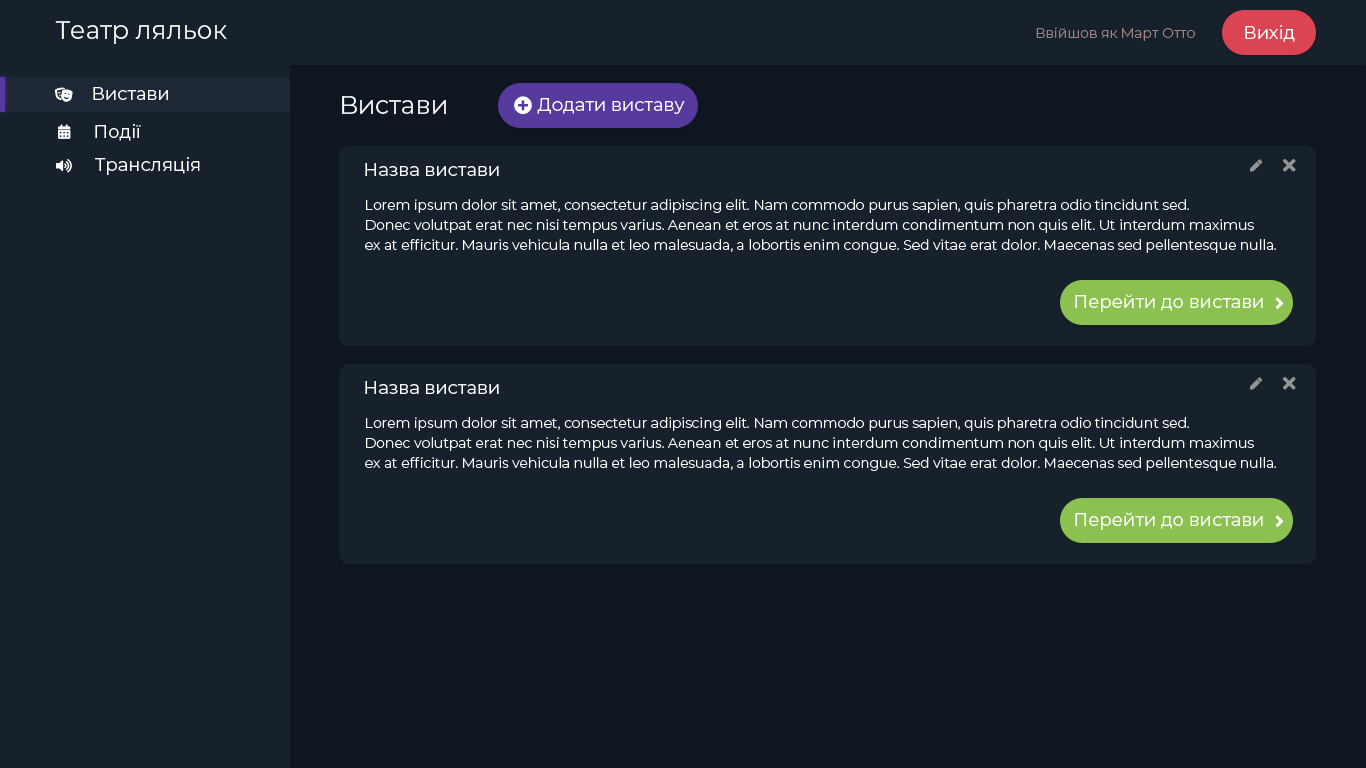 Театр ляльок
Ввійшов як Март Отто
Вихід
Вистави
Події
Трансляція
Вистави
Додати виставу
Назва вистави
Lorem ipsum dolor sit amet, consectetur adipiscing elit. Nam commodo purus sapien, quis pharetra odio tincidunt sed.
Donec volutpat erat nec nisi tempus varius. Aenean et eros at nunc interdum condimentum non quis elit. Ut interdum maximus
ex at efficitur. Mauris vehicula nulla et leo malesuada, a lobortis enim congue. Sed vitae erat dolor. Maecenas sed pellentesque nulla.
Перейти до вистави
Назва вистави
Lorem ipsum dolor sit amet, consectetur adipiscing elit. Nam commodo purus sapien, quis pharetra odio tincidunt sed.
Donec volutpat erat nec nisi tempus varius. Aenean et eros at nunc interdum condimentum non quis elit. Ut interdum maximus
ex at efficitur. Mauris vehicula nulla et leo malesuada, a lobortis enim congue. Sed vitae erat dolor. Maecenas sed pellentesque nulla.
Перейти до вистави